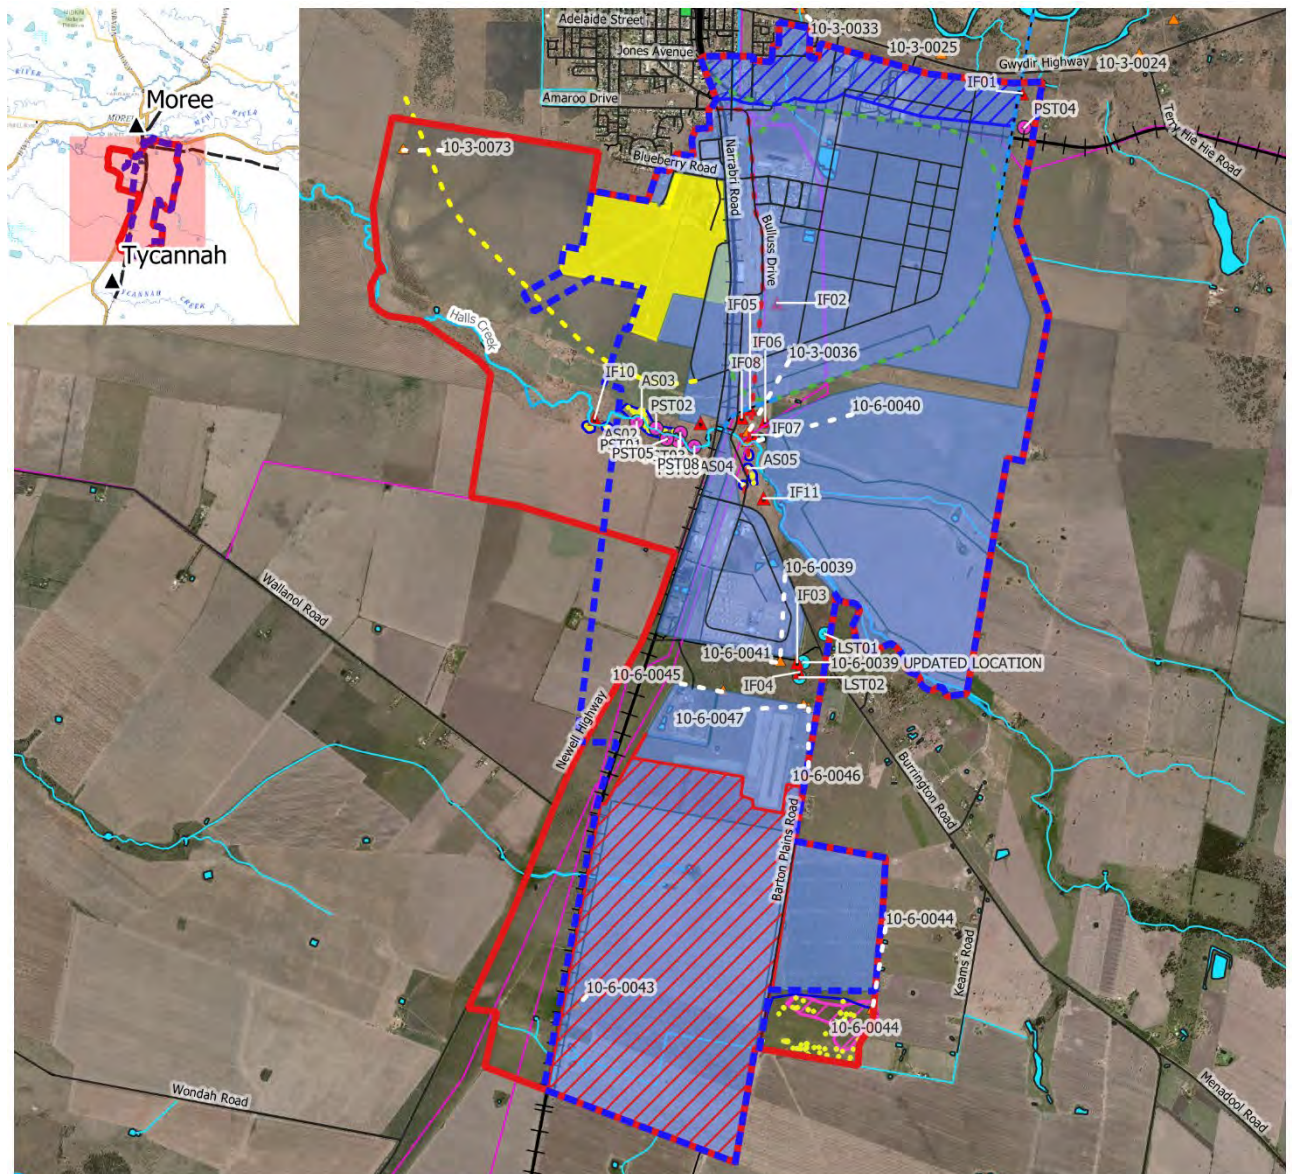 Adelaide Street
10-3-0033
Jones Avenue
10-3-0025
Gwydir Highway
10-3-0024
IF01
Moree
MOREE
RIVER
Amaroo Drive
PST04
Terry Hie Hie Road
10-3-0073
Blueberry Road
Narrabri Road
Bulluss Drive
Tycannah
CREEK
Halls Creek
IF05
IF02
IF06
10-3-0036
IF08
IF10
AS03
PST02
10-6-0040
AS02
IF07
PST01
PST05
PST08
AS04
AS05
IF11
Wallanol Road
10-6-0039
IF03
LST01
10-6-0041
10-6-0039 UPDATED LOCATION
10-6-0045
IF04
LST02
10-6-0047
Newell Highway
10-6-0046
Burrington Road
Barton Plains Road
10-6-0044
Keams Road
10-6-0043
10-6-0044
Wondah Road
Menadool Road